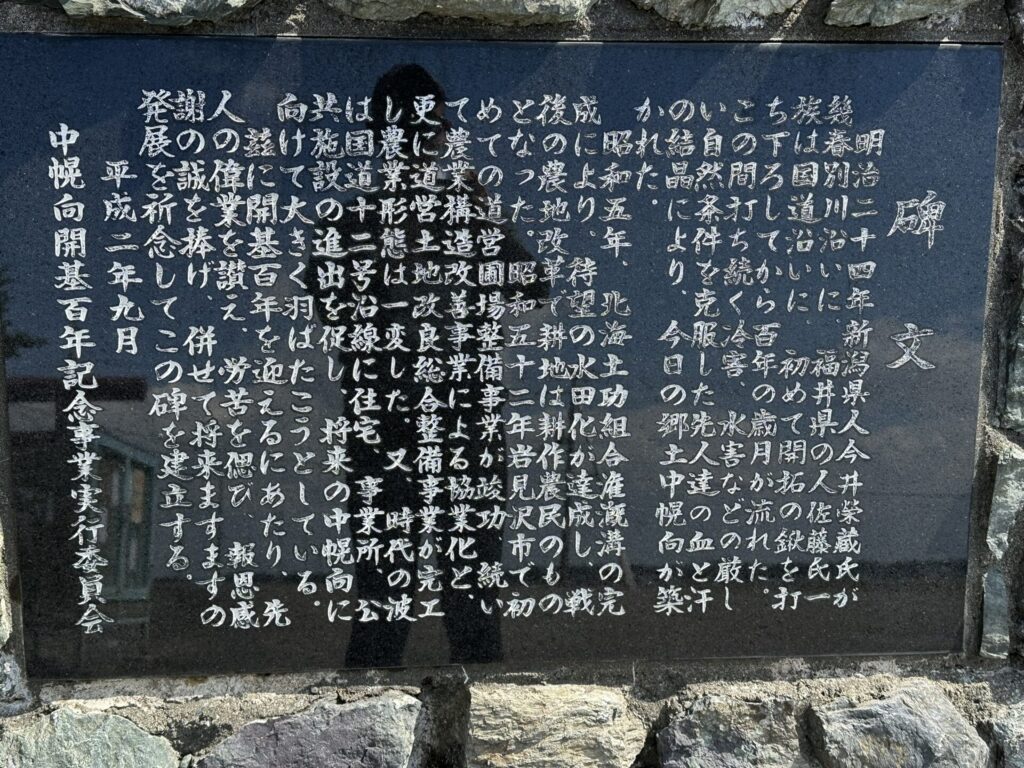 碑文
明治二十四年新潟県人今井栄蔵氏が
幾春別川沿いに 福井県の人佐藤氏一
族は国道沿いに 初めて開拓の鍬を打
ち下ろしてから百年の歳月が流れた。
この間打ち続く冷害、水害などの厳し
い自然条件を克服した先人達の血と汗
の結晶により、今日の郷土中幌向が築
かれた。
昭和五年、北海土功組合潅漑溝の完
成により、待望の水田化が達成し、戦
後の農地改革で耕地は耕作農民のもの
となった。昭和五十二年岩見沢市で初
めての道営圃場整備事業が竣功、続い
て農業構造改善事業による協業化と、
更に道営土地改良総合整備事業が完工
し農業形態は一変した。又、時代の波
は国道十二号沿線に住宅、事業所、公
共施設の進出を促し、将来の中幌向に
向けて大きく羽ばたこうとしている。
茲に開基百年を迎えるにあたり、先
人の偉業を讃え、労苦を偲び、報恩感
謝の誠を捧げ、併せて将来ますますの
発展を祈念してこの碑を建立する。
平成二年九月
中幌向開基百年記念事業実行委員会